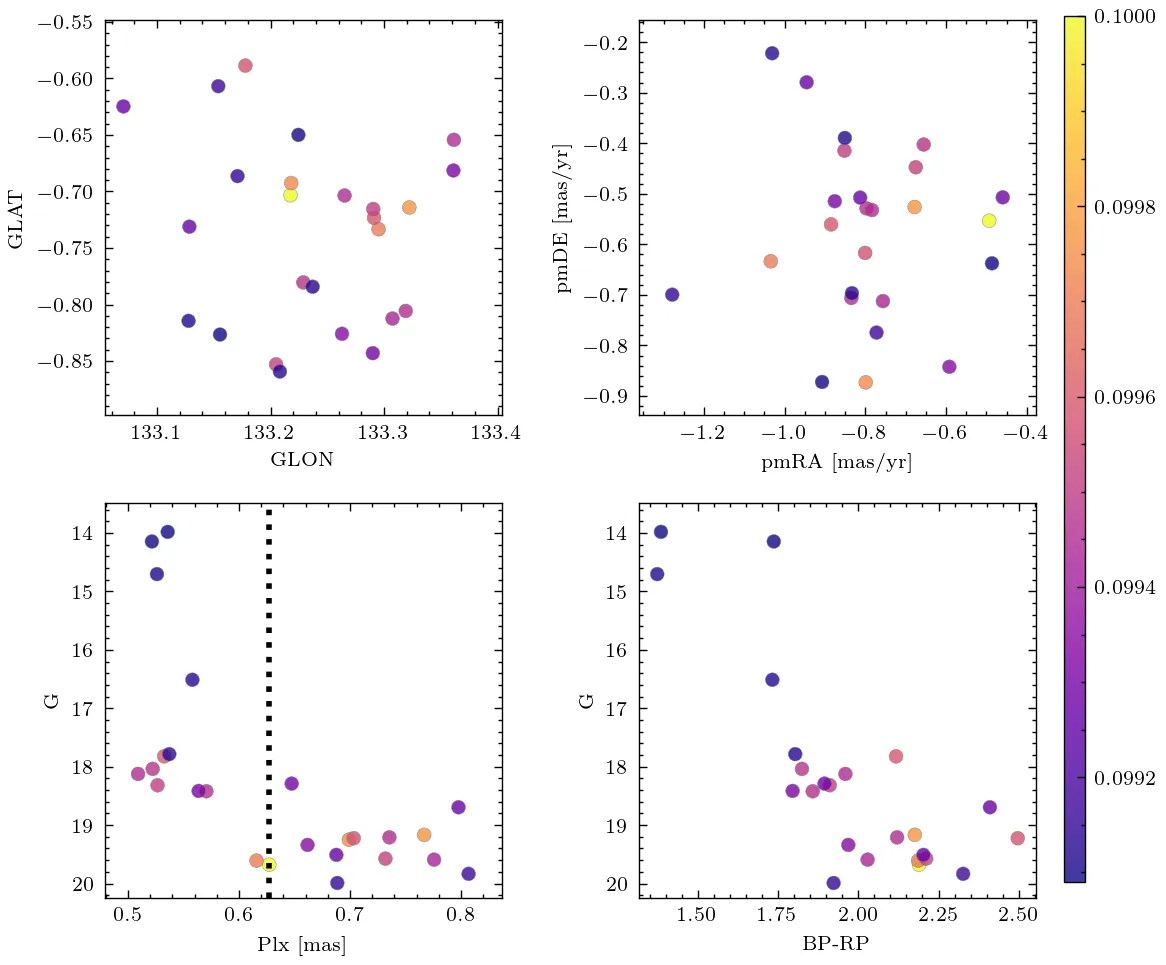 −0.55
−0.60
−0.65
−0.70
−0.75
−0.80
−0.85
GLAT
133.1 133.2 133.3 133.4
GLON
−0.2
−0.3
−0.4
−0.5
−0.6
−0.7
−0.8
−0.9
pmDE [mas/yr]
−1.2 −1.0 −0.8 −0.6 −0.4
pmRA [mas/yr]
14
15
16
17
18
19
20
G
0.5 0.6 0.7 0.8
Plx [mas]
14
15
16
17
18
19
20
G
1.50 1.75 2.00 2.25 2.50
BP-RP
0.1000
0.0998
0.0996
0.0994
0.0992